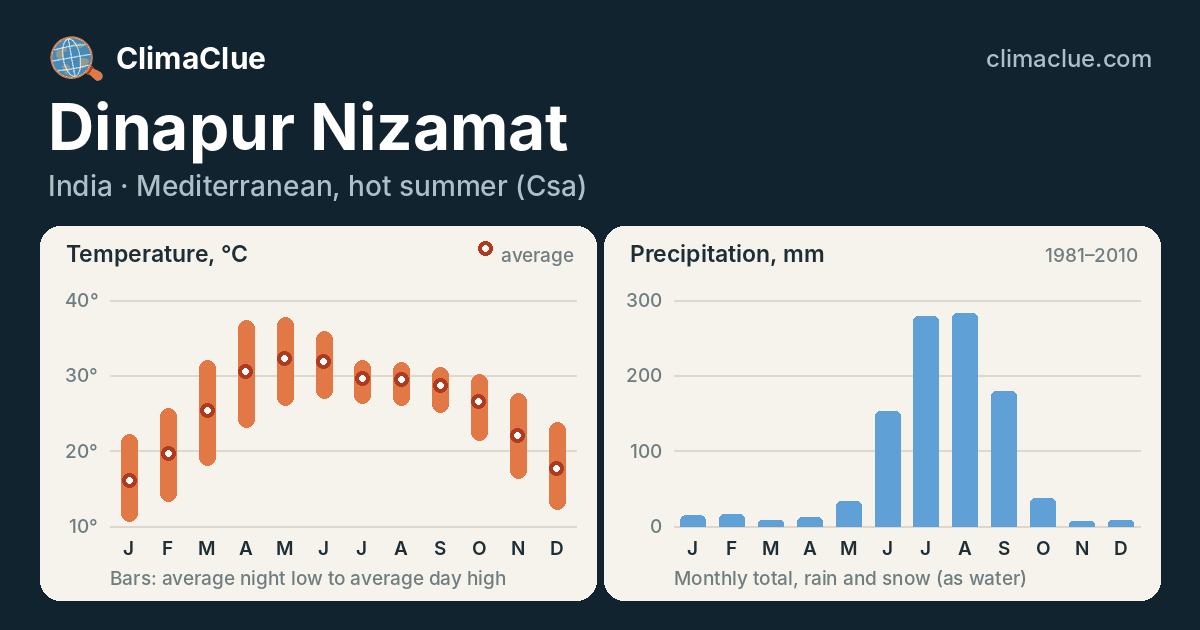 ClimaClue
climaclue.com
Dinapur Nizamat
India · Mediterranean, hot summer (Csa)
Temperature, °C
average
40°
30°
20°
10°
J F M A M J J A S O N D
Bars: average night low to average day high
Precipitation, mm
1981–2010
300
200
100
0
J F M A M J J A S O N D
Monthly total, rain and snow (as water)